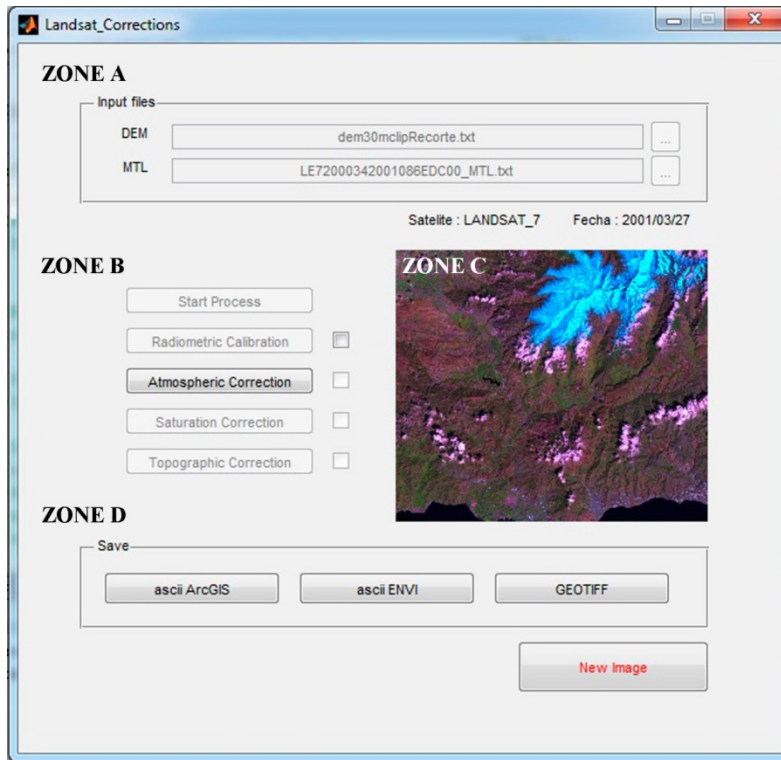 Landsat_Corrections
ZONE A
Input files
DEM dem30mclipRecorte.txt ...
MTL LE72000342001086EDC00_MTL.txt ...
Satelite : LANDSAT_7 Fecha : 2001/03/27
ZONE B
ZONE C
Start Process
Radiometric Calibration
Atmospheric Correction
Saturation Correction
Topographic Correction
ZONE D
Save
ascii ArcGIS ascii ENVI GEOTIFF
New Image